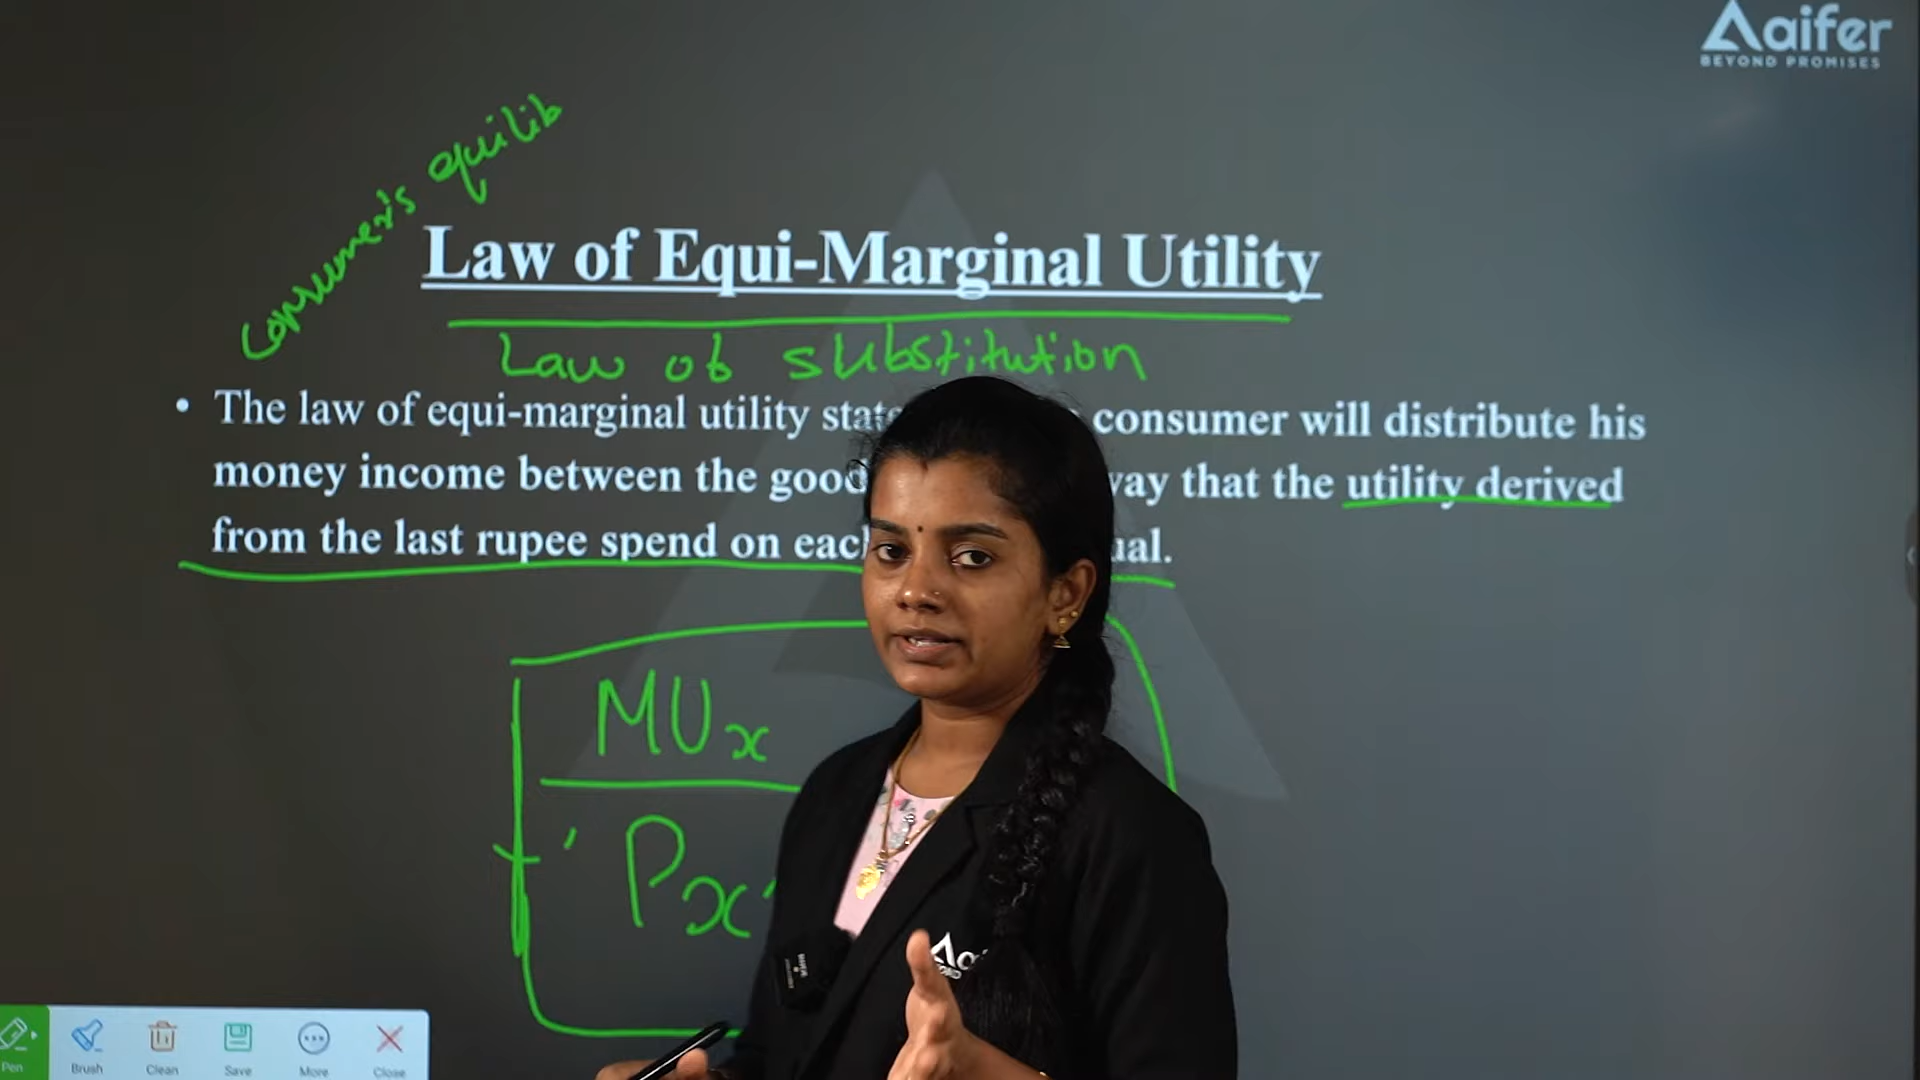 Aaifer
BEYOND PROMISES
Consumer's equilib
Law of Equi-Marginal Utility
Law of substitution
• The law of equi-marginal utility state consumer will distribute his
money income between the good way that the utility derived
from the last rupee spend on each ual.
MUx
Px
Pen
Brush
Clean
Save
More
Close